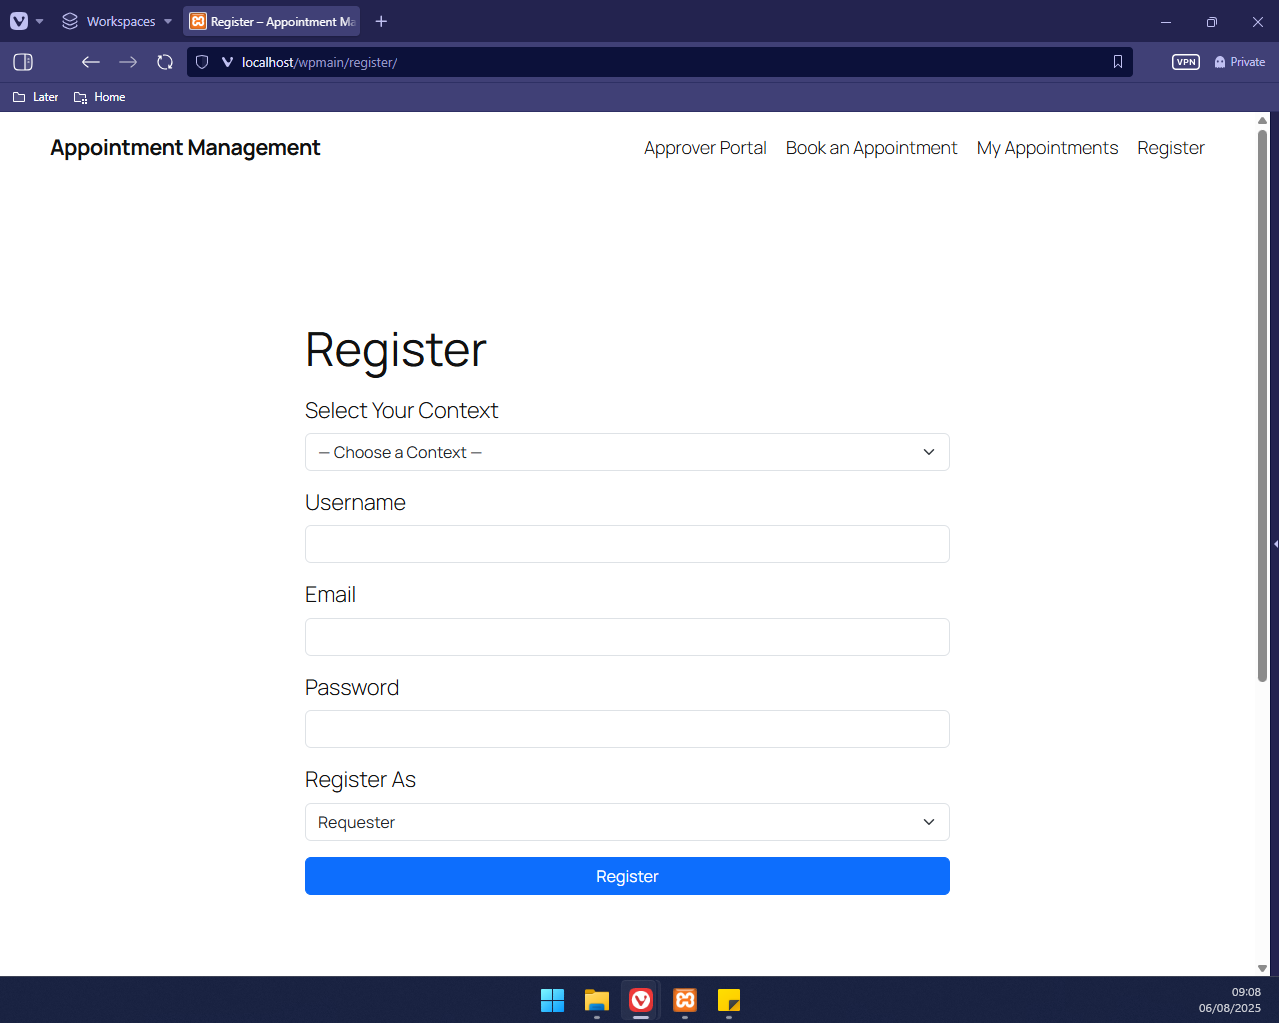 Workspaces
Register – Appointment Ma
localhost/wpmain/register/
VPN
Private
Later
Home
Appointment Management
Approver Portal
Book an Appointment
My Appointments
Register
Register
Select Your Context
— Choose a Context —
Username
Email
Password
Register As
Requester
Register
09:08
06/08/2025